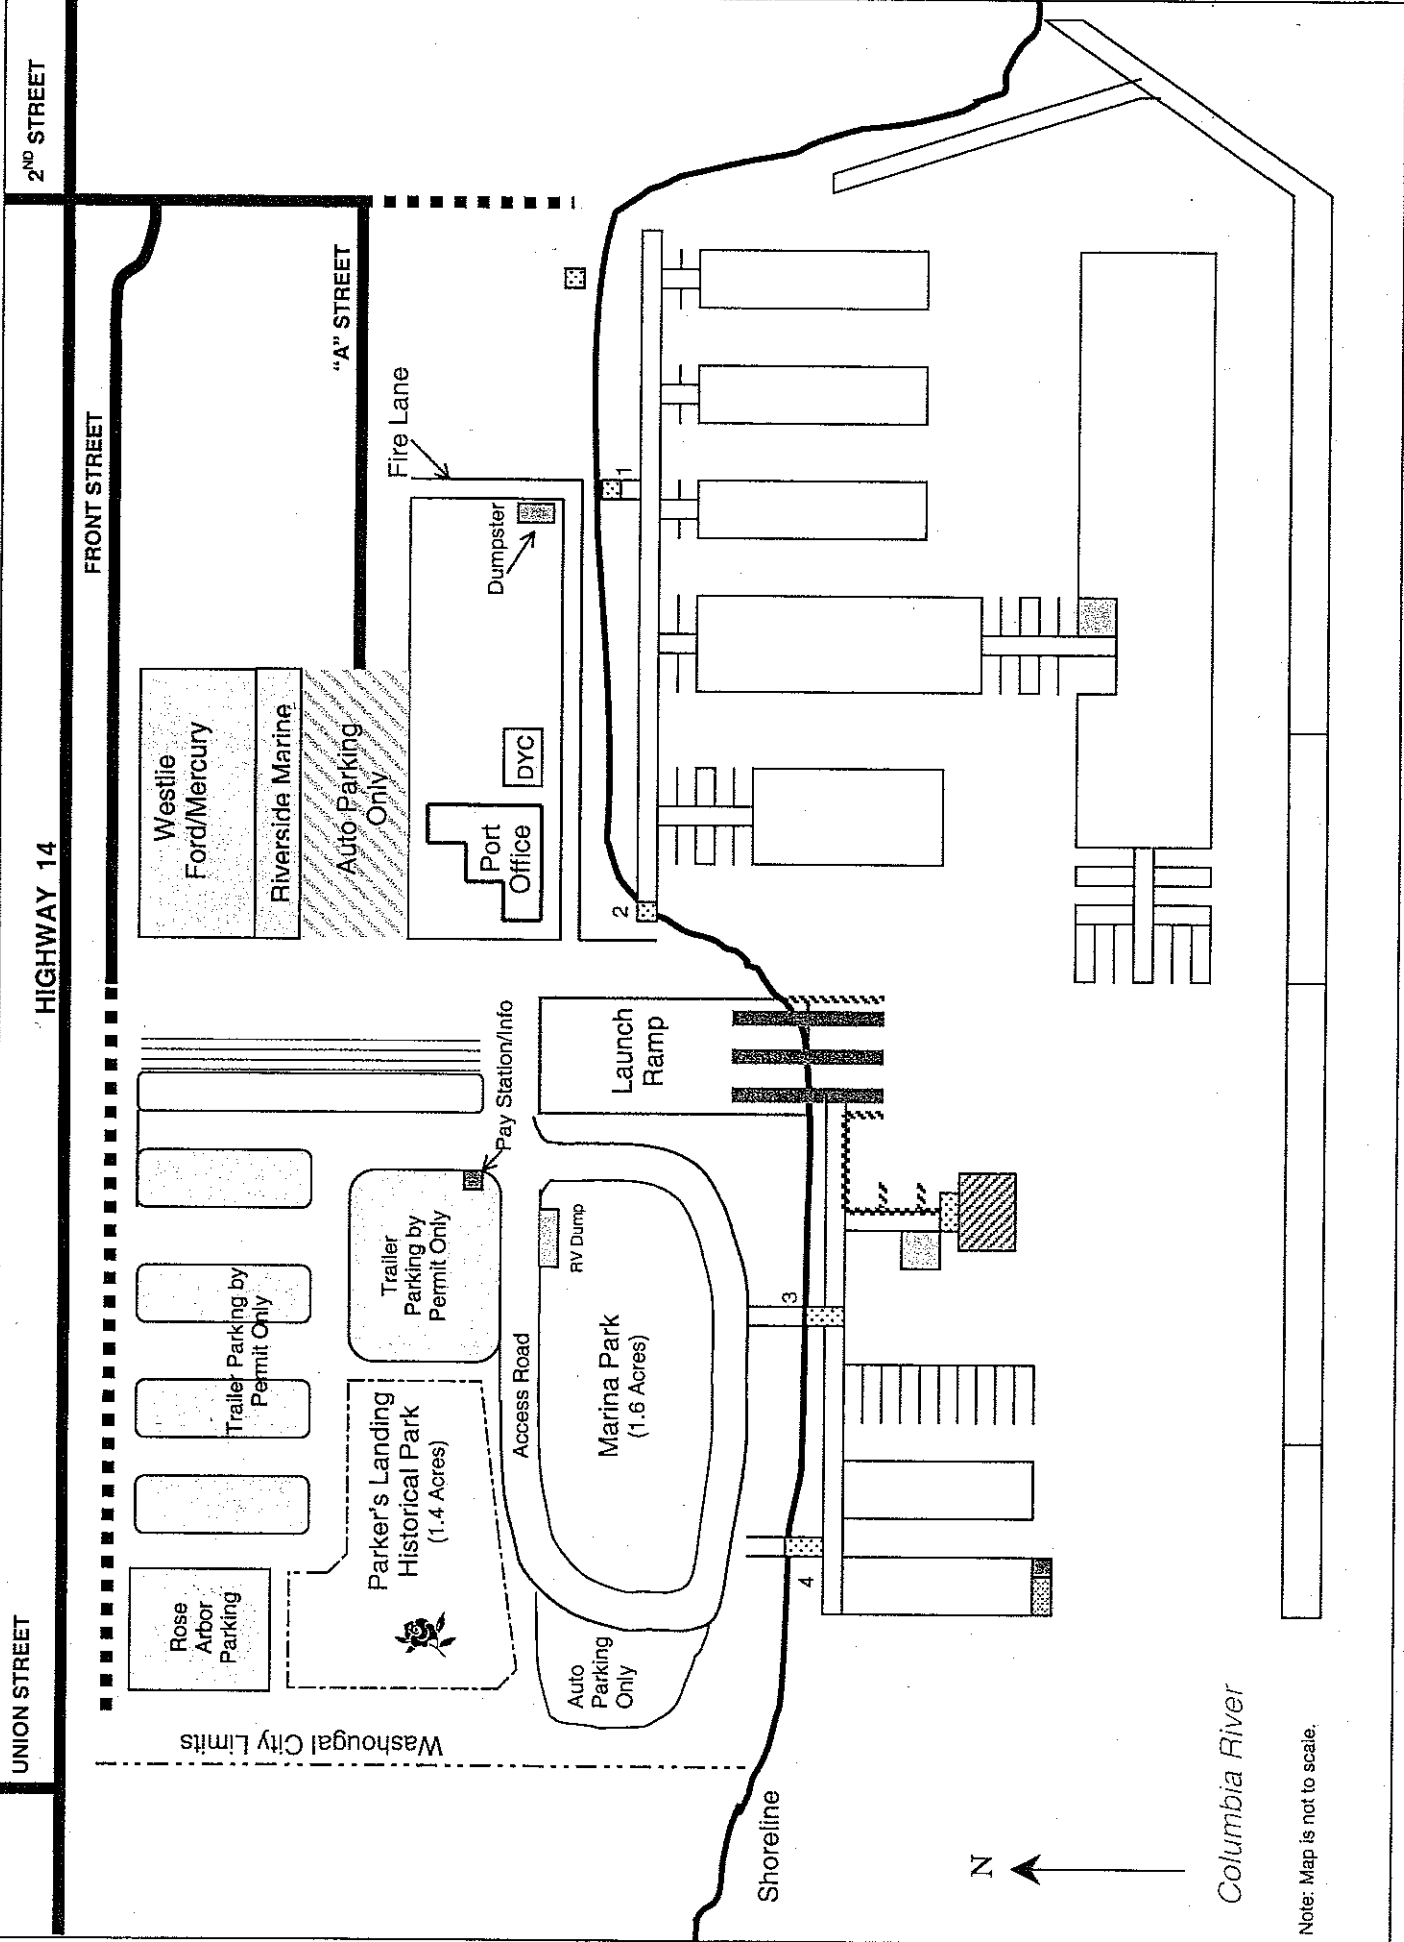 UNION STREET
HIGHWAY 14
2ND STREET
FRONT STREET
"A" STREET
Rose
Arbor
Parking
Trailer Parking by
Permit Only
Westlie
Ford/Mercury
Riverside Marine
Auto Parking
Only
Fire Lane
Parker's Landing
Historical Park
(1.4 Acres)
Trailer
Parking by
Permit Only
Pay Station/Info
Port
Office
DYC
Dumpster
Washougal City Limits
Access Road
RV Dump
Auto
Parking
Only
Marina Park
(1.6 Acres)
Launch
Ramp
1
2
3
4
Shoreline
N
Columbia River
Note: Map is not to scale.